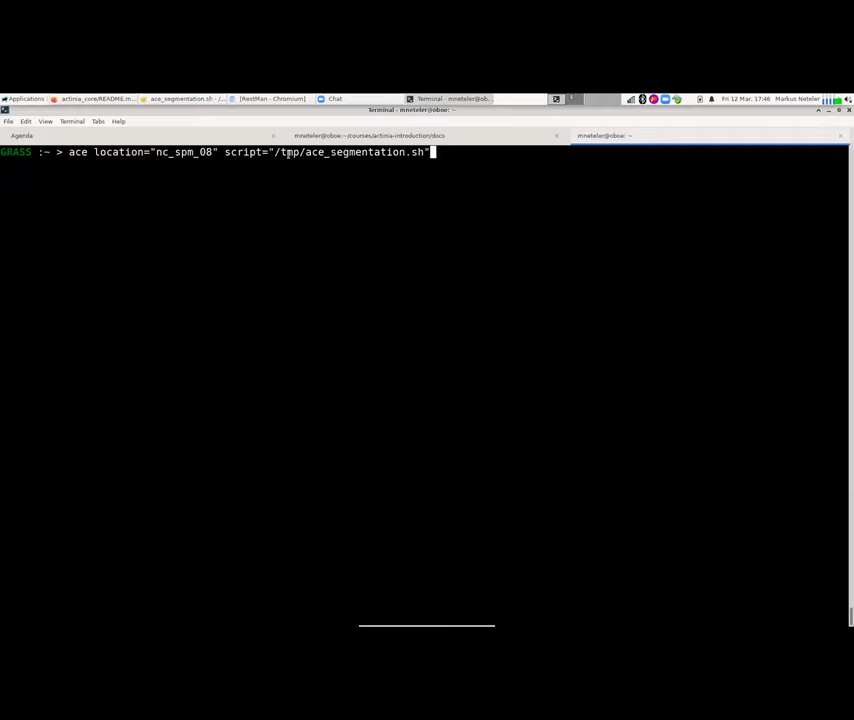 Applications actinia_core/README.m... ace_segmentation.sh - /... [RestMan - Chromium] Chat Terminal - mneteler@ob... Fri 12 Mar, 17:46 Markus Neteler
Terminal - mneteler@oboe: ~
File Edit View Terminal Tabs Help
Agenda mneteler@oboe:~/courses/actinia-introduction/docs mneteler@oboe: ~
GRASS :~ > ace location="nc_spm_08" script="/tmp/ace_segmentation.sh"